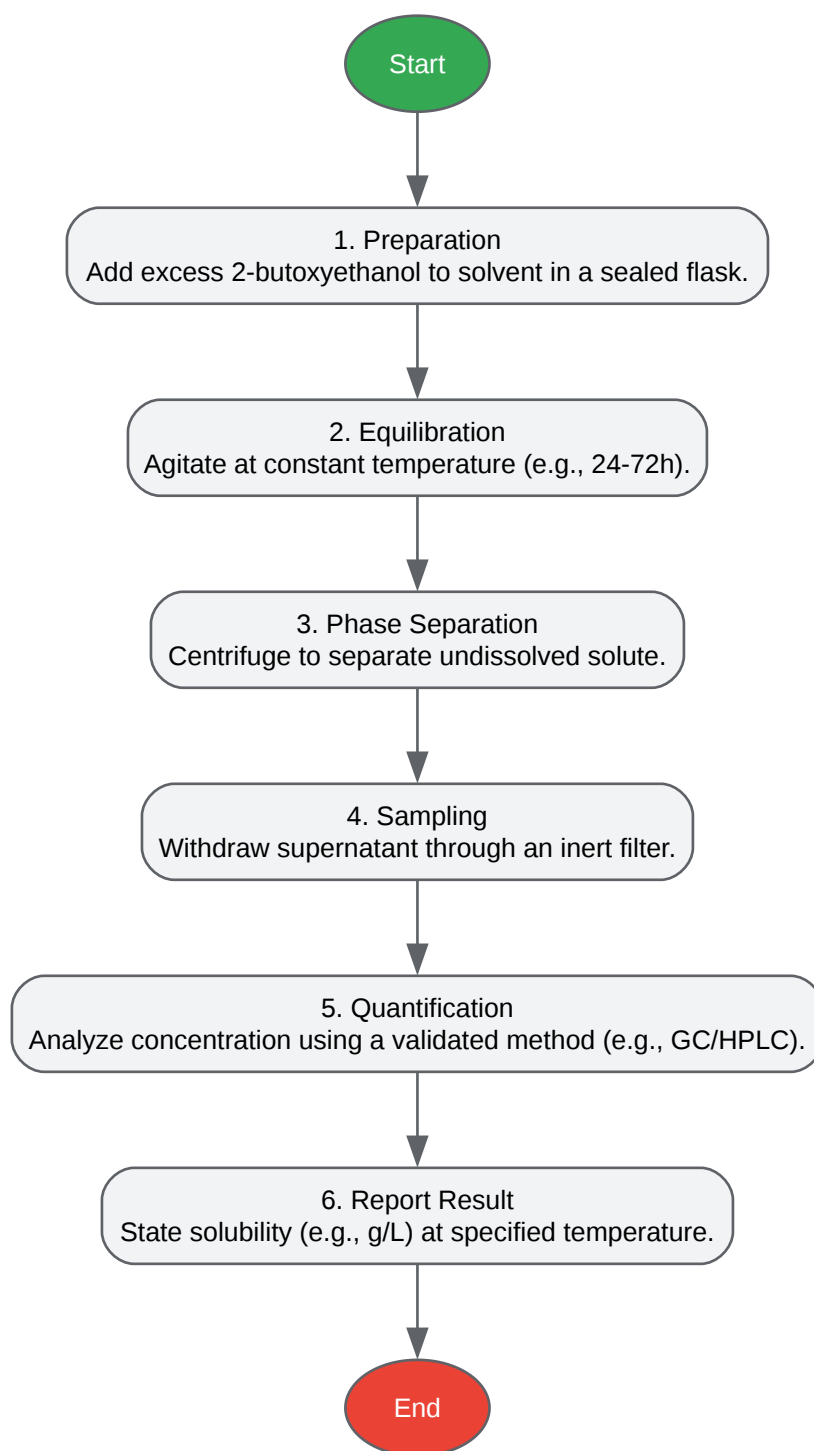 Start
1. Preparation
Add excess 2-butoxyethanol to solvent in a sealed flask.
2. Equilibration
Agitate at constant temperature (e.g., 24-72h).
3. Phase Separation
Centrifuge to separate undissolved solute.
4. Sampling
Withdraw supernatant through an inert filter.
5. Quantification
Analyze concentration using a validated method (e.g., GC/HPLC).
6. Report Result
State solubility (e.g., g/L) at specified temperature.
End